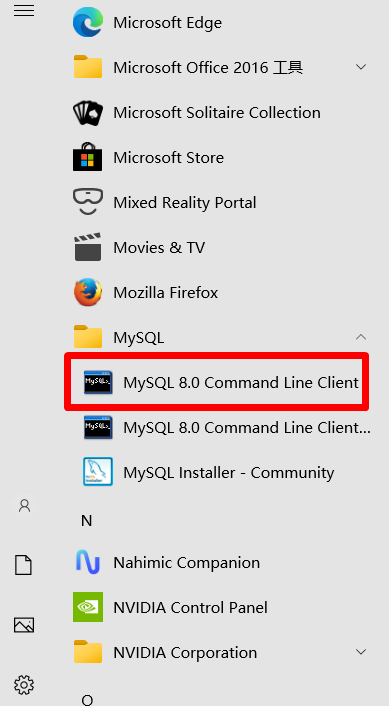 Microsoft Edge
Microsoft Office 2016 工具
Microsoft Solitaire Collection
Microsoft Store
Mixed Reality Portal
Movies & TV
Mozilla Firefox
MySQL
MySQL 8.0 Command Line Client
MySQL 8.0 Command Line Client...
MySQL Installer - Community
N
Nahimic Companion
NVIDIA Control Panel
NVIDIA Corporation
O